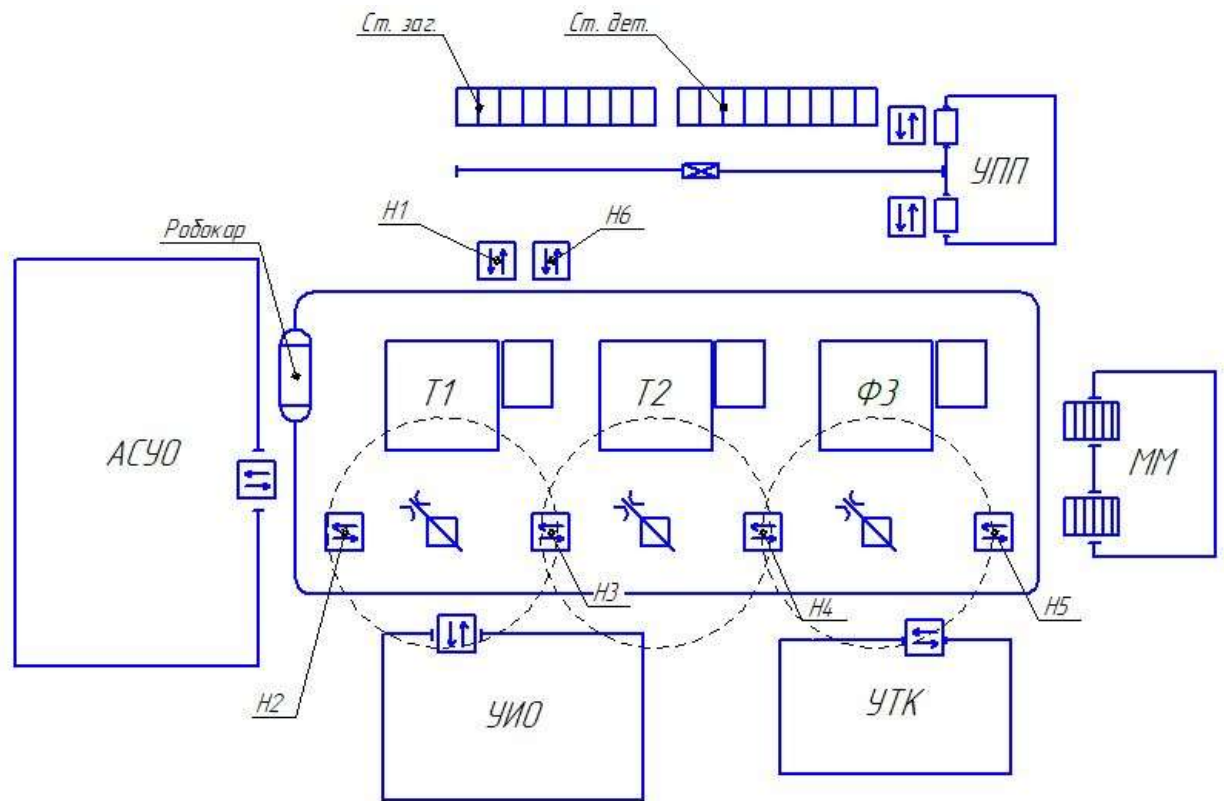 Ст. заг.
Ст. дет.
УПП
Н1
Н6
Робокар
Т1
Т2
Ф3
АСУО
ММ
Н3
Н4
Н5
Н2
УИО
УТК